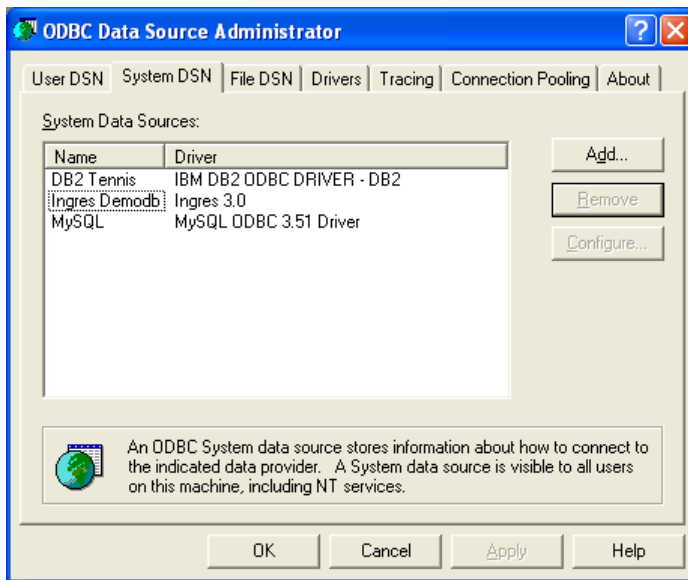 ODBC Data Source Administrator
User DSN System DSN File DSN Drivers Tracing Connection Pooling About
System Data Sources:
Name Driver
DB2 Tennis IBM DB2 ODBC DRIVER - DB2
Ingres Demodb Ingres 3.0
MySQL MySQL ODBC 3.51 Driver
Add...
Remove
Configure...
An ODBC System data source stores information about how to connect to
the indicated data provider. A System data source is visible to all users
on this machine, including NT services.
OK Cancel Apply Help